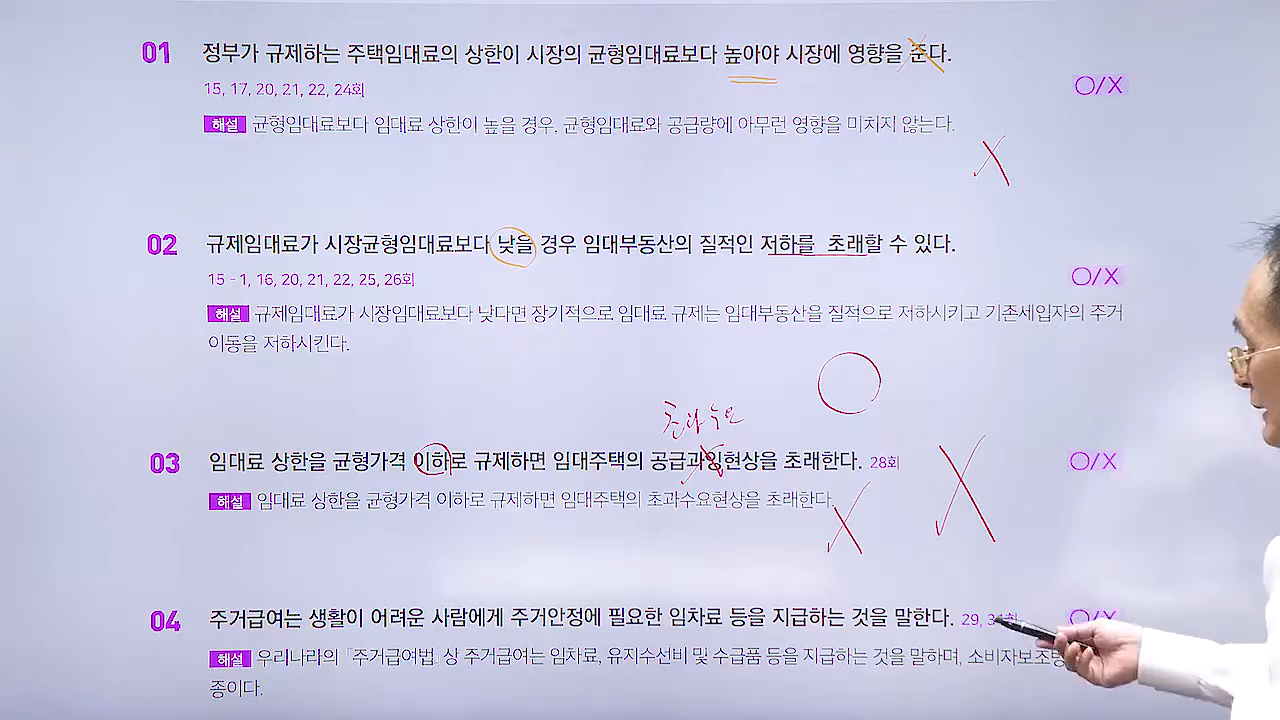 01 정부가 규제하는 주택임대료의 상한이 시장의 균형임대료보다 높아야 시장에 영향을 준다.
15, 17, 20, 21, 22, 24회
O/X
해설 균형임대료보다 임대료 상한이 높을 경우, 균형임대료와 공급량에 아무런 영향을 미치지 않는다.
X
02 규제임대료가 시장균형임대료보다 낮을 경우 임대부동산의 질적인 저하를 초래할 수 있다.
15 - 1, 16, 20, 21, 22, 25, 26회
O/X
해설 규제임대료가 시장임대료보다 낮다면 장기적으로 임대료 규제는 임대부동산을 질적으로 저하시키고 기존세입자의 주거
이동을 저하시킨다.
O
초과수요
03 임대료 상한을 균형가격 이하로 규제하면 임대주택의 공급과잉현상을 초래한다. 28회
O/X
해설 임대료 상한을 균형가격 이하로 규제하면 임대주택의 초과수요현상을 초래한다.
X X
04 주거급여는 생활이 어려운 사람에게 주거안정에 필요한 임차료 등을 지급하는 것을 말한다. 29,
O/X
해설 우리나라의 「주거급여법」상 주거급여는 임차료, 유지수선비 및 수급품 등을 지급하는 것을 말하며, 소비자보조
종이다.